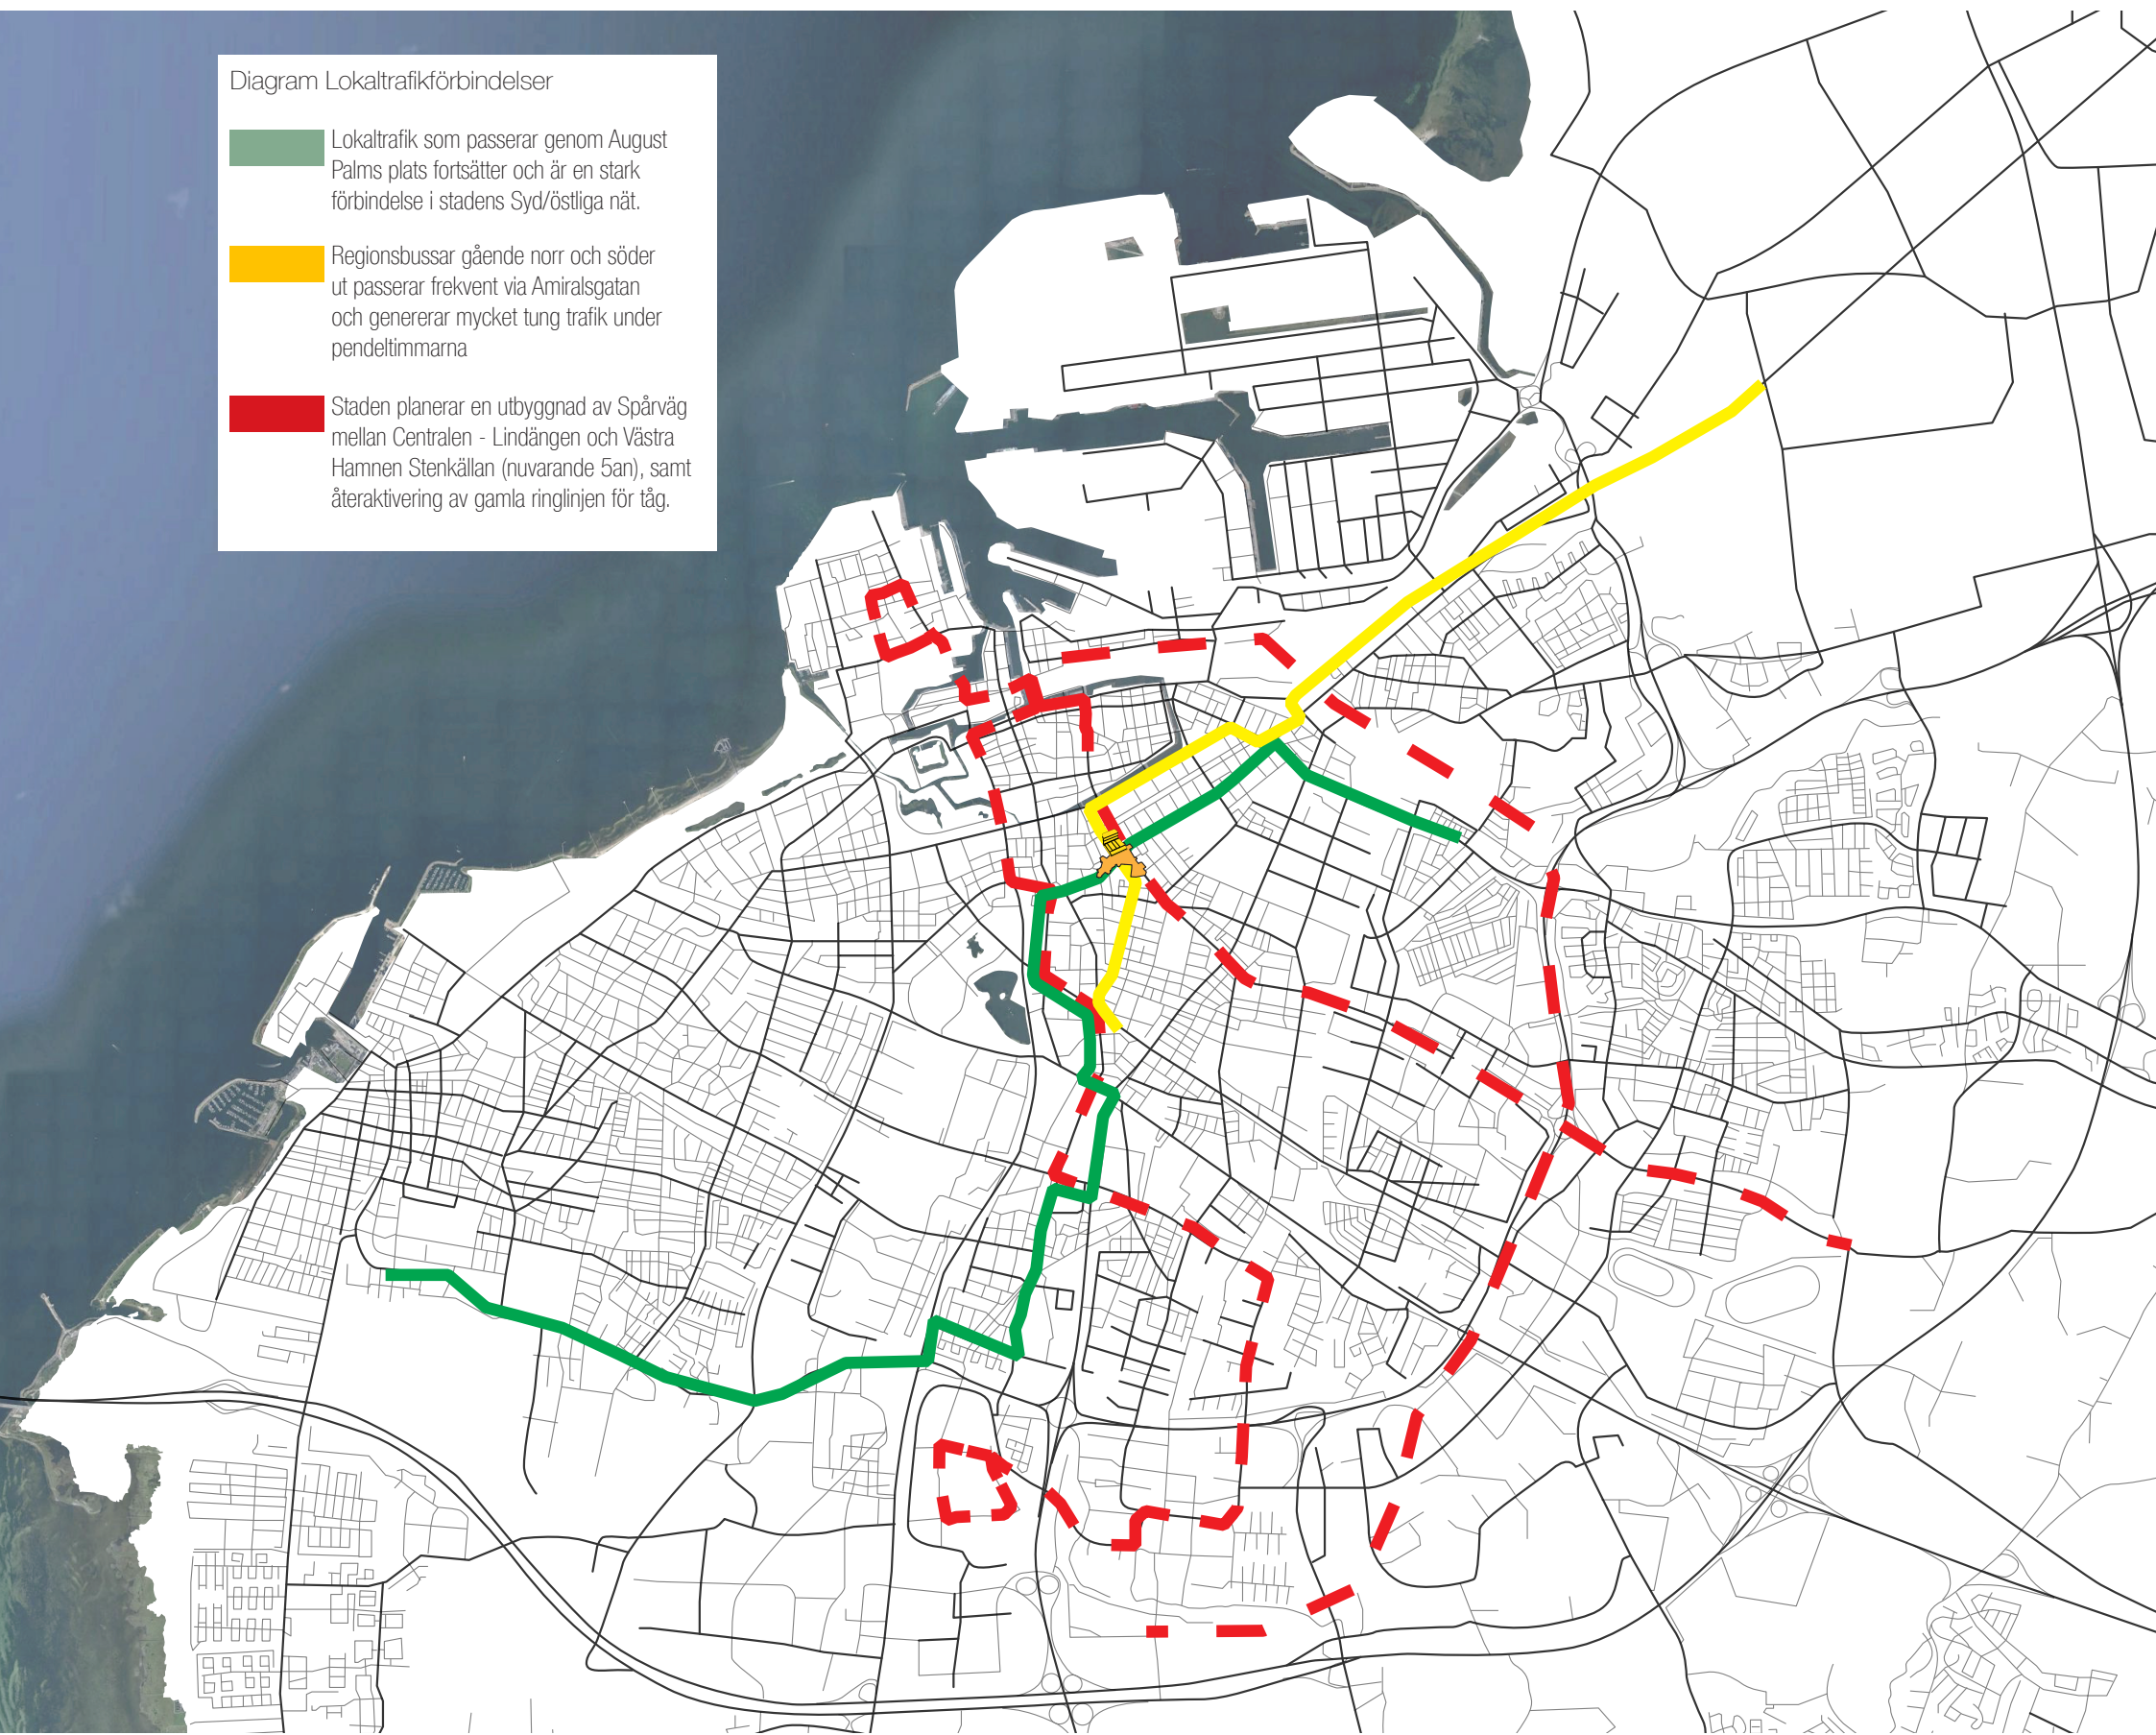 Diagram Lokaltrafikförbindelser
Lokaltrafik som passerar genom August
Palms plats fortsätter och är en stark
förbindelse i stadens Syd/östliga nät.
Regionsbussar gående norr och söder
ut passerar frekvent via Amiralsgatan
och genererar mycket tung trafik under
pendeltimmarna
Staden planerar en utbyggnad av Spårväg
mellan Centralen - Lindängen och Västra
Hamnen Stenkällan (nuvarande 5an), samt
återaktivering av gamla ringlinjen för tåg.